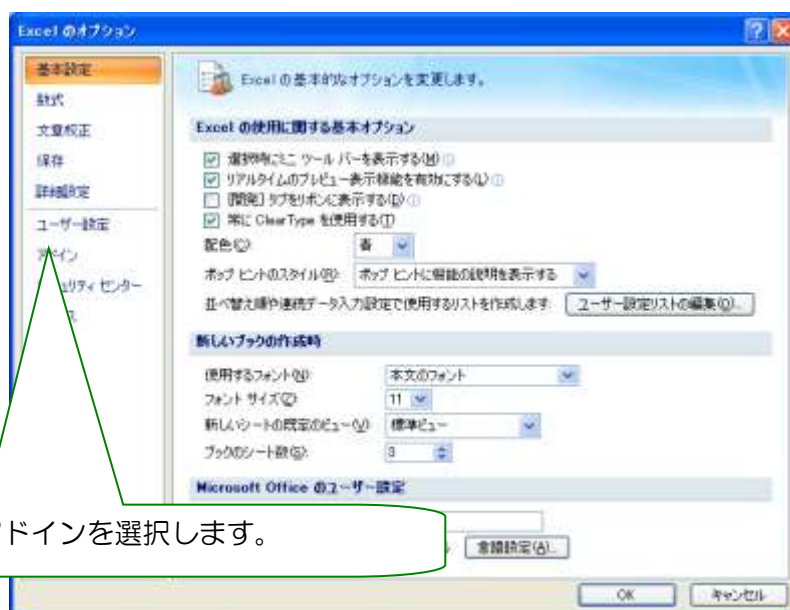 Excel のオプション
基本設定
数式
文章校正
保存
詳細設定
ユーザー設定
アドイン
センター
Excel の基本的なオプションを変更します。
Excel の使用に関する基本オプション
選択時にミニ ツール バーを表示する(M)
リアルタイムのプレビュー表示機能を有効にする(L)
[開発] タブをリボンに表示する(D)
常に ClearType を使用する(T)
配色(C):
ポップ ヒントのスタイル(R): ポップ ヒントに機能の説明を表示する
並べ替え順や連続データ入力設定で使用するリストを作成します: ユーザー設定リストの編集(O)...
新しいブックの作成時
使用するフォント(N): 本文のフォント
フォント サイズ(Z): 11
新しいシートの既定のビュー(V): 標準ビュー
ブックのシート数(S): 3
Microsoft Office のユーザー設定
ドインを選択します。
言語設定(A)...
OK キャンセル